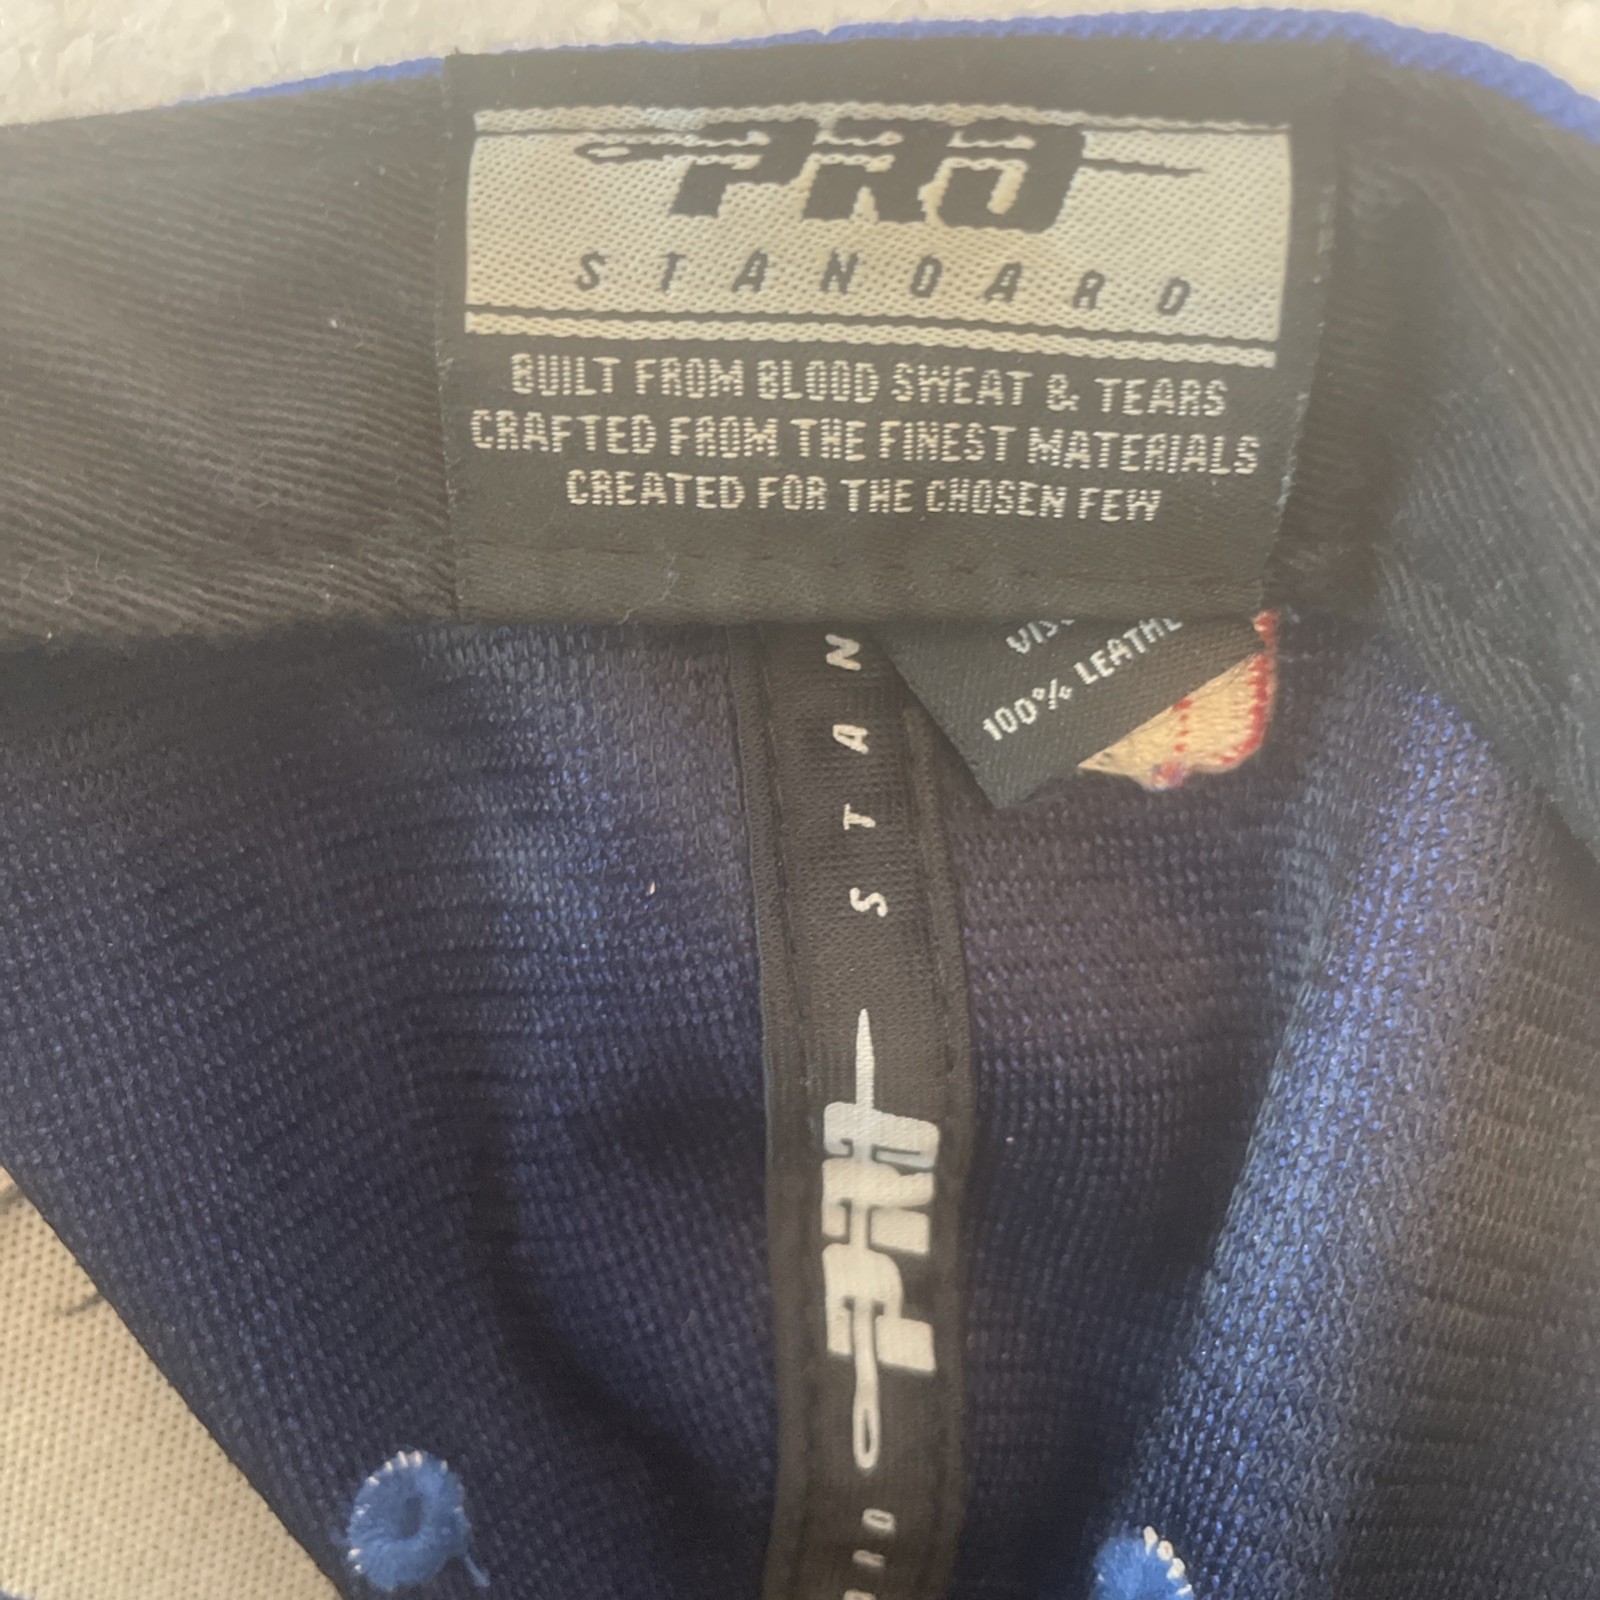 PRO
STANDARD
BUILT FROM BLOOD SWEAT & TEARS
CRAFTED FROM THE FINEST MATERIALS
CREATED FOR THE CHOSEN FEW
100% LEATHE
STAN
PRO